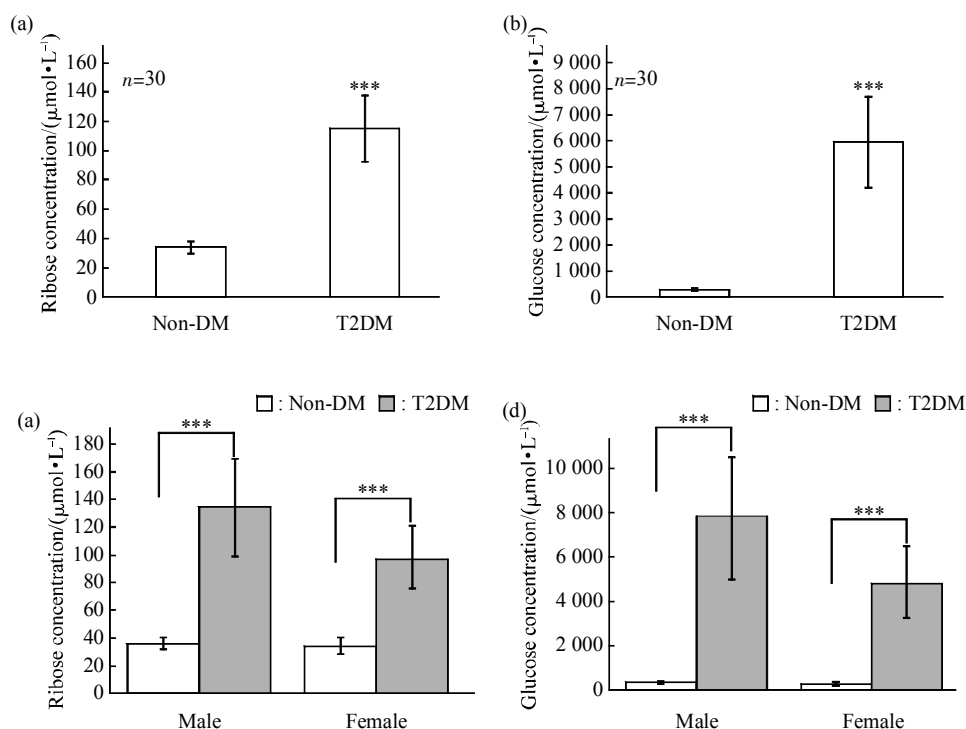 (a)
Ribose concentration/(μmol•L⁻¹)
160
140
120
100
80
60
40
20
0
n=30
***
Non-DM
T2DM
(b)
Glucose concentration/(μmol•L⁻¹)
9 000
8 000
7 000
6 000
5 000
4 000
3 000
2 000
1 000
0
n=30
***
Non-DM
T2DM
(a)
: Non-DM : T2DM
Ribose concentration/(μmol•L⁻¹)
180
160
140
120
100
80
60
40
20
0
***
***
Male
Female
(d)
: Non-DM : T2DM
Glucose concentration/(μmol•L⁻¹)
10 000
8 000
6 000
4 000
2 000
0
***
***
Male
Female